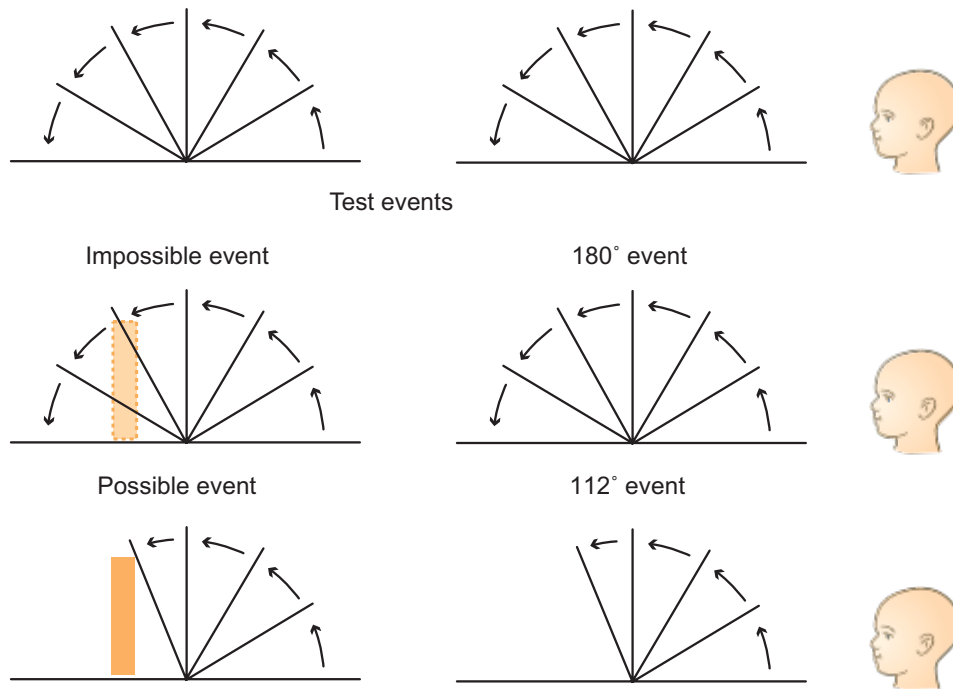 Test events
Impossible event
180° event
Possible event
112° event